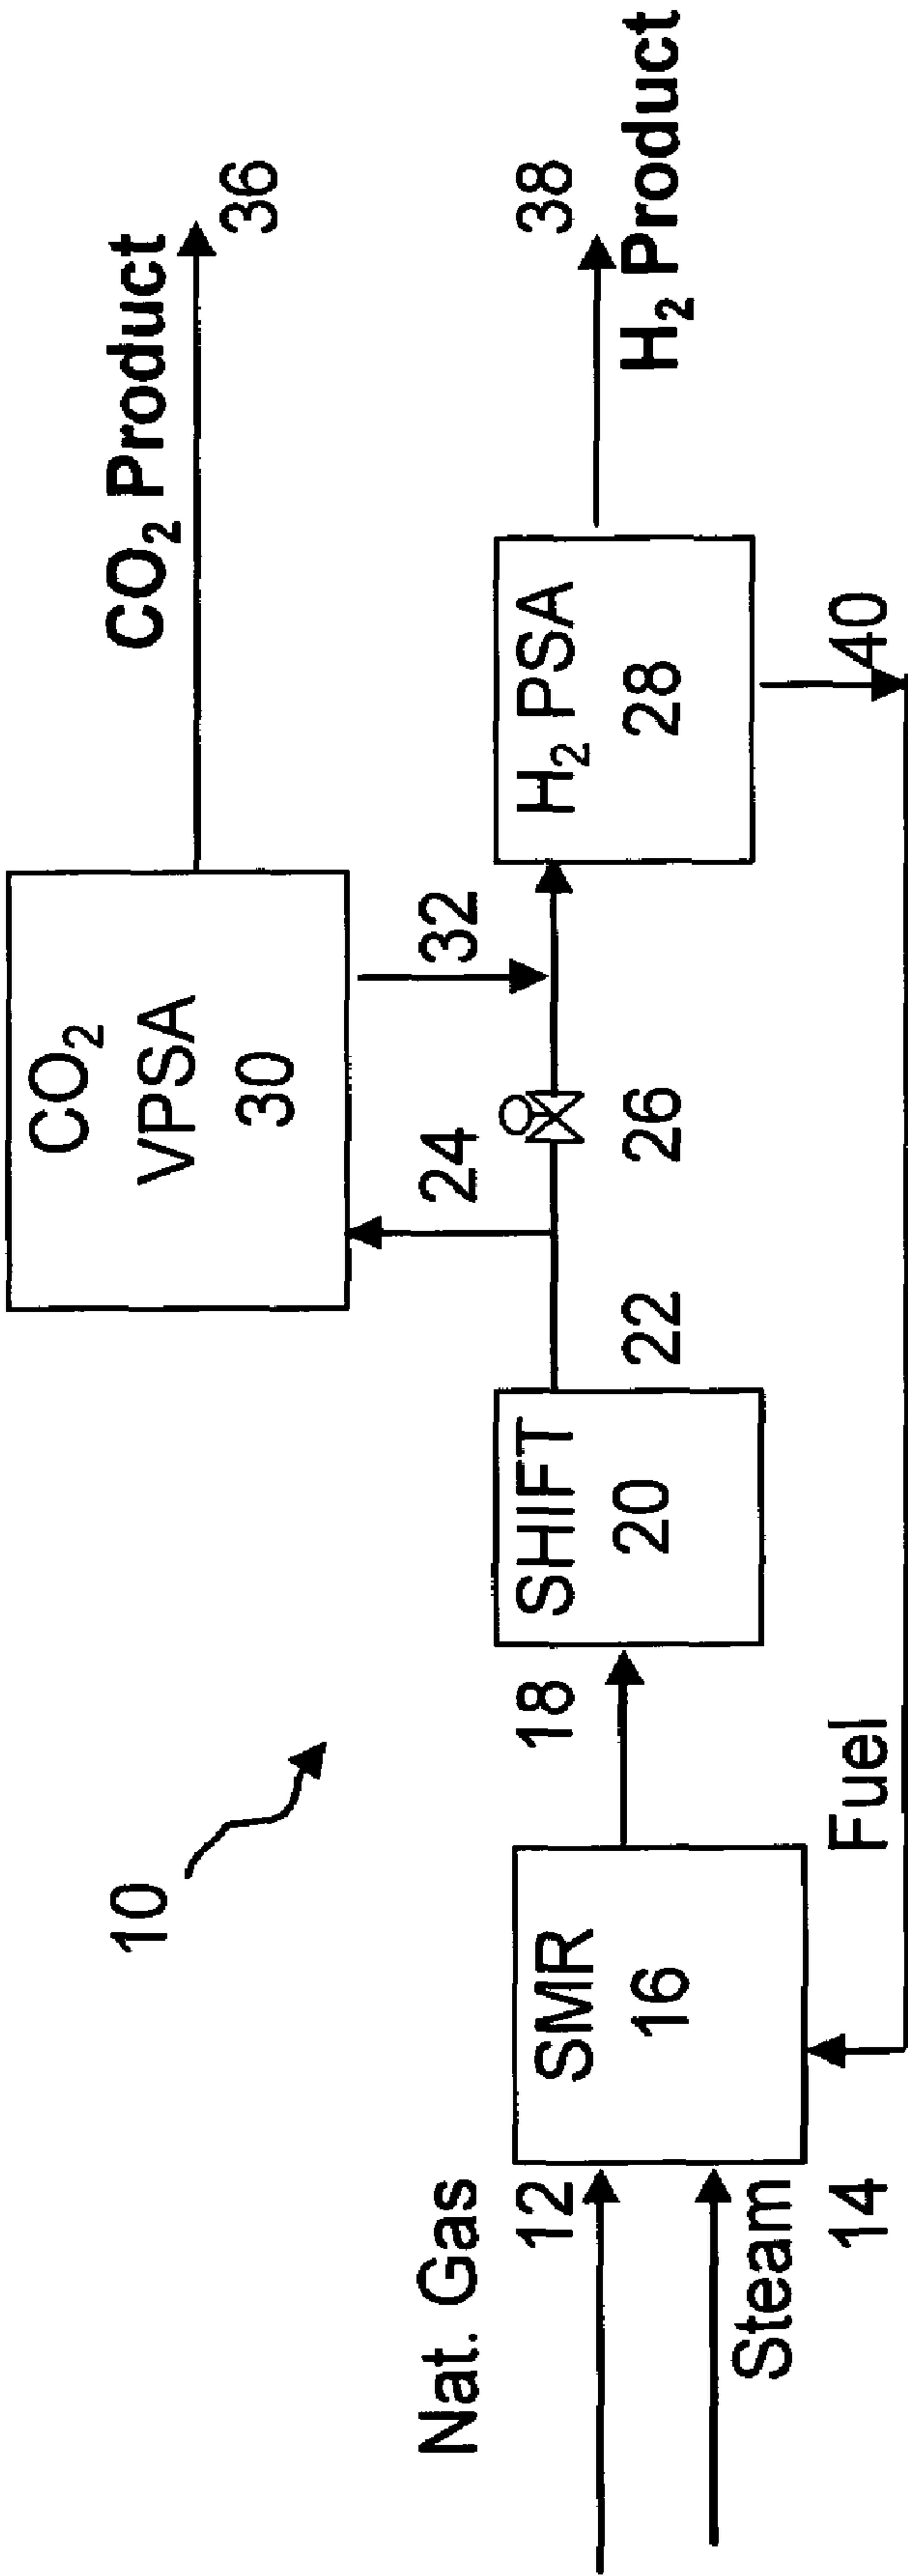 10
CO₂
VPSA
30
CO₂ Product
36
24
32
Nat. Gas
12
Steam
14
SMR
16
18
SHIFT
20
22
26
H₂ PSA
28
38
H₂ Product
40
Fuel